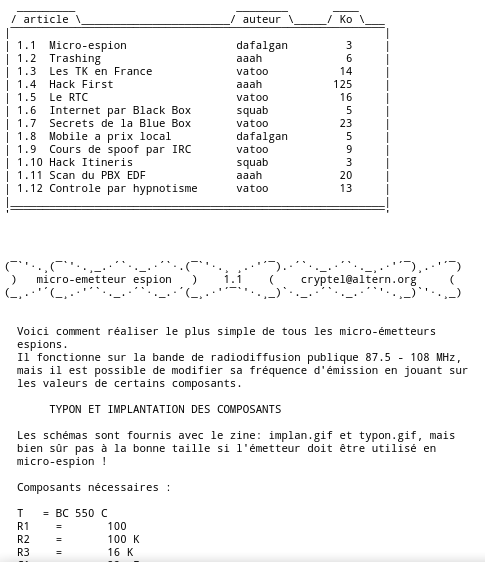 / article \_______________________/ auteur \_____/ Ko \___
| 1.1  Micro-espion                 dafalgan         3     |
| 1.2  Trashing                     aaah             6     |
| 1.3  Les TK en France             vatoo           14     |
| 1.4  Hack First                   aaah           125     |
| 1.5  Le RTC                       vatoo           16     |
| 1.6  Internet par Black Box       squab            5     |
| 1.7  Secrets de la Blue Box       vatoo           23     |
| 1.8  Mobile a prix local          dafalgan         5     |
| 1.9  Cours de spoof par IRC       vatoo            9     |
| 1.10 Hack Itineris                squab            3     |
| 1.11 Scan du PBX EDF              aaah            20     |
| 1.12 Controle par hypnotisme      vatoo           13     |
)   micro-emetteur espion   )    1.1    (    cryptel@altern.org     (
Voici comment réaliser le plus simple de tous les micro-émetteurs
espions.
Il fonctionne sur la bande de radiodiffusion publique 87.5 - 108 MHz,
mais il est possible de modifier sa fréquence d'émission en jouant sur
les valeurs de certains composants.
TYPON ET IMPLANTATION DES COMPOSANTS
Les schémas sont fournis avec le zine: implan.gif et typon.gif, mais
bien sûr pas à la bonne taille si l'émetteur doit être utilisé en
micro-espion !
Composants nécessaires :
T   = BC 550 C
R1    =       100
R2    =       100 K
R3    =       16 K